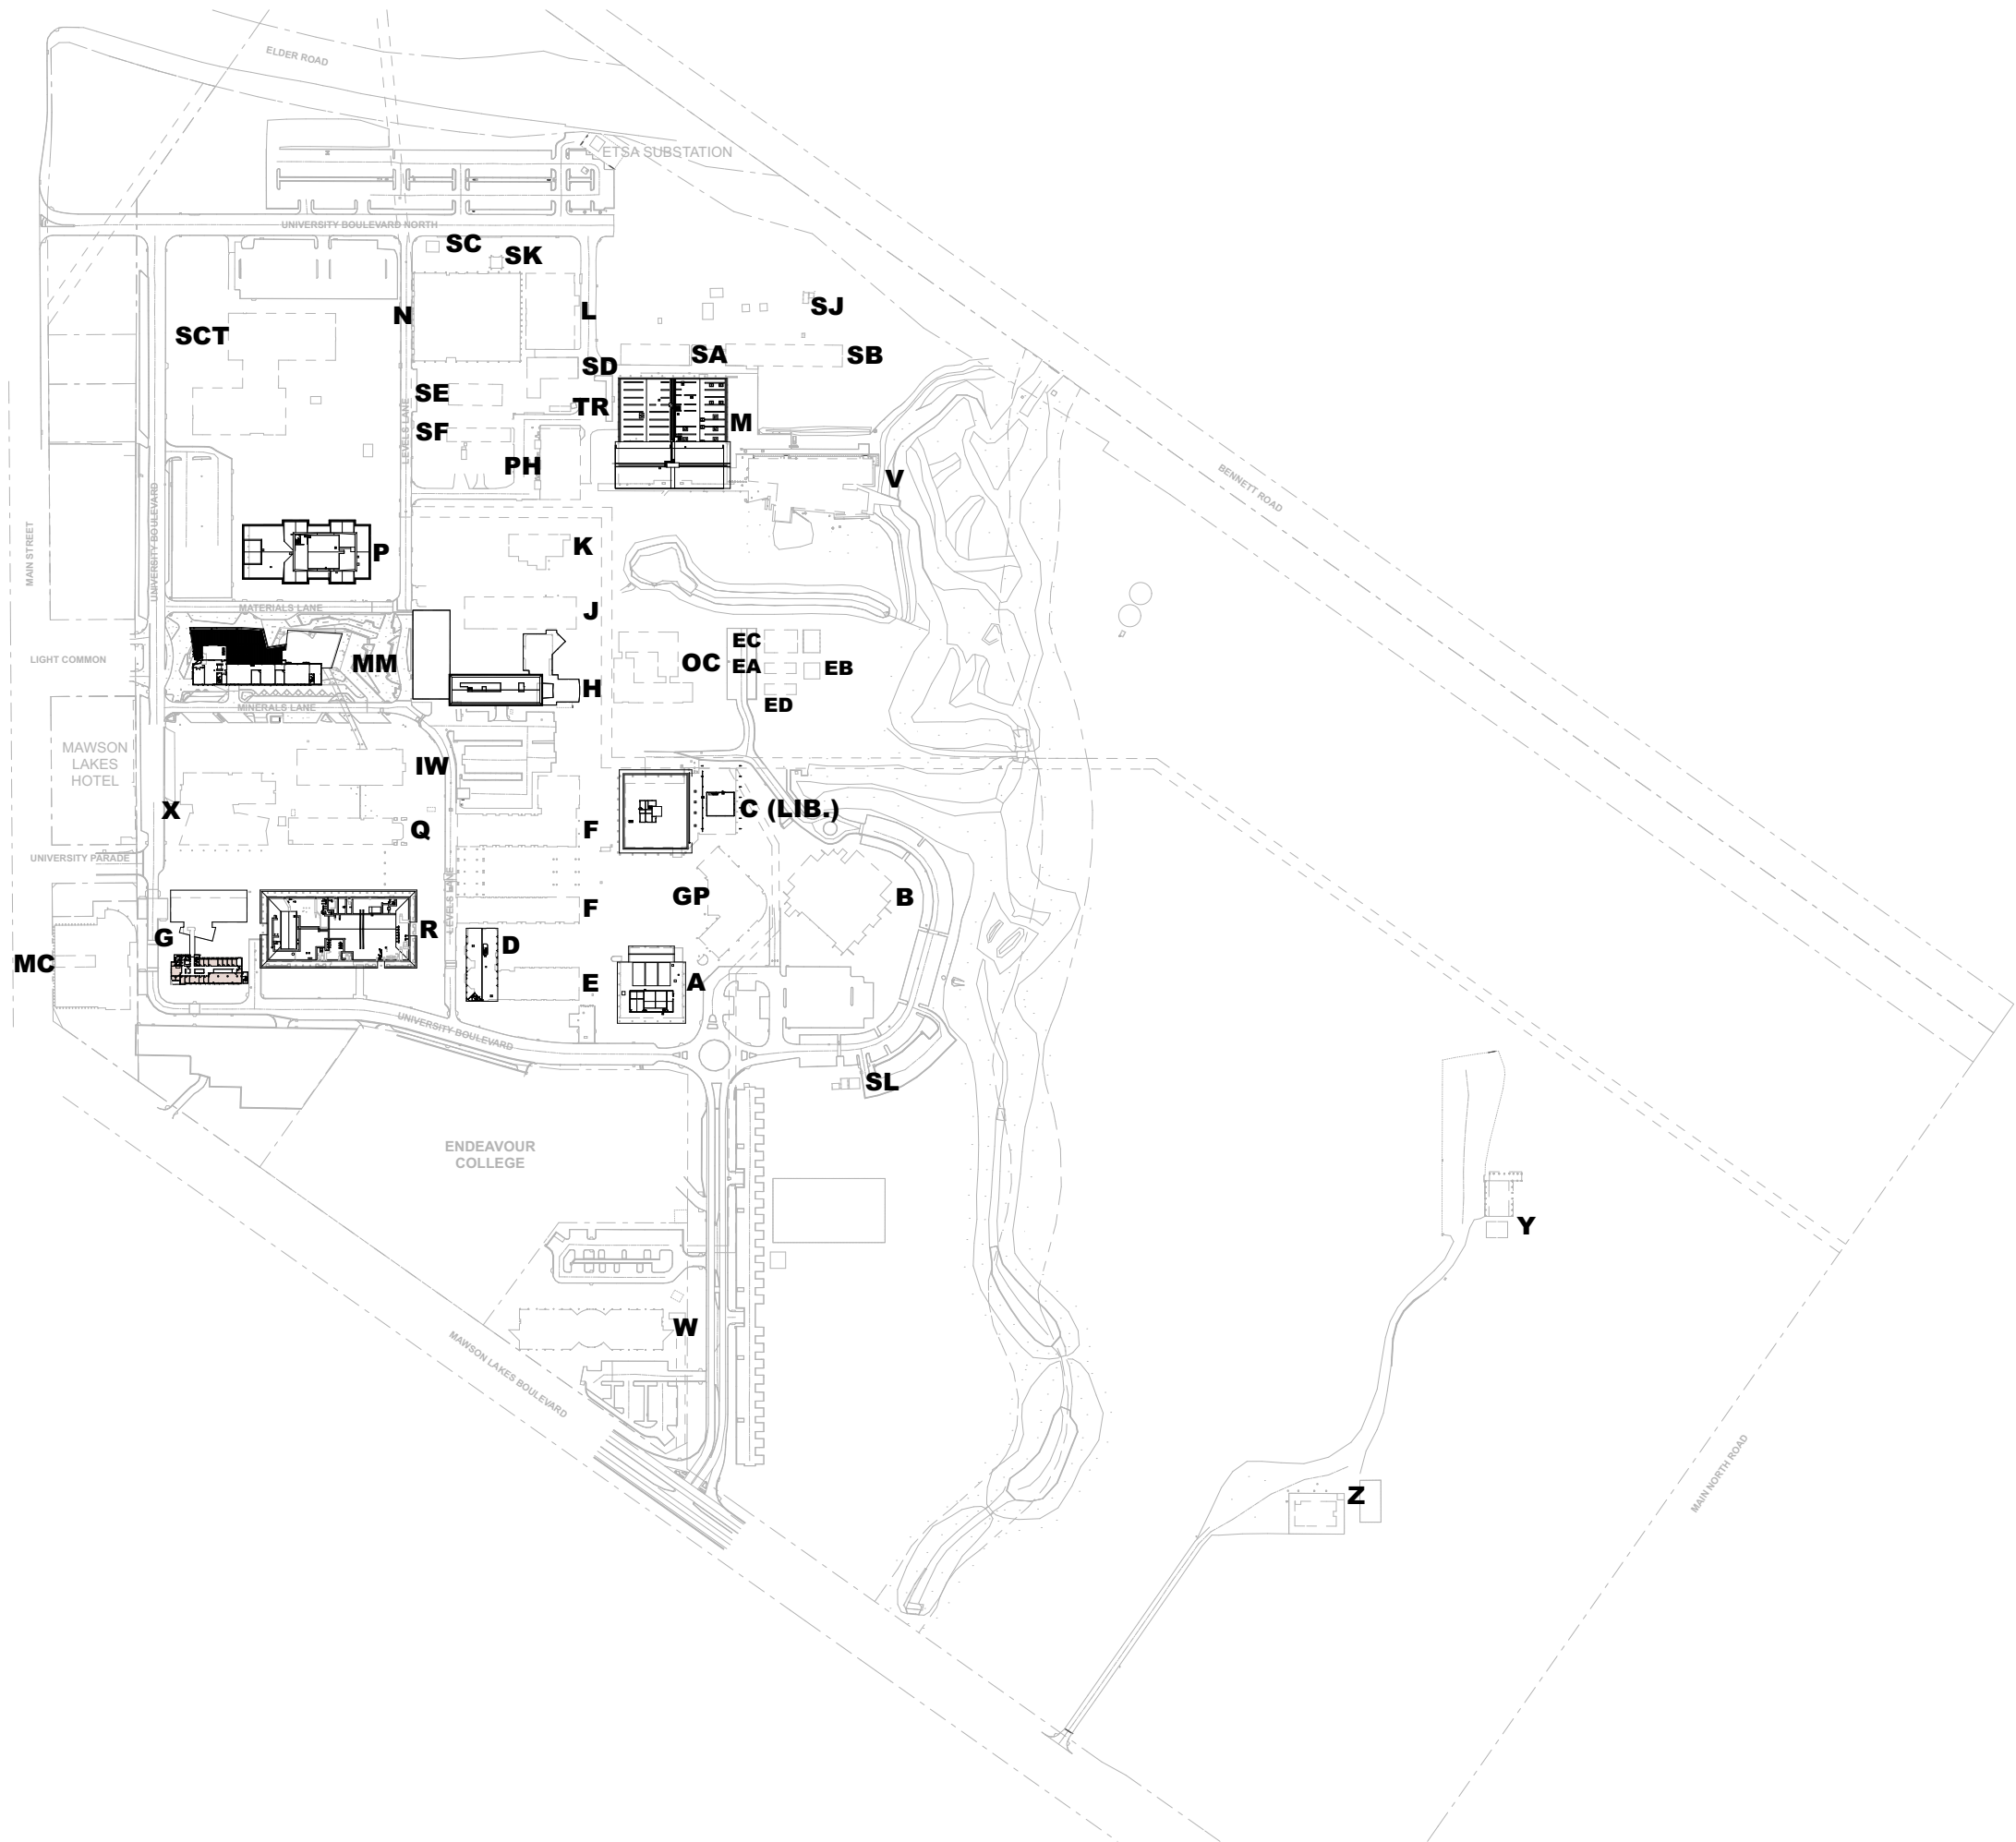 ELDER ROAD
ETSA SUBSTATION
UNIVERSITY BOULEVARD NORTH
SC
SK
SJ
N
L
SCT
SA
SB
SD
SE
TR
M
SF
LEVELS LANE
PH
V
BENNETT ROAD
MAIN STREET
UNIVERSITY BOULEVARD
P
K
MATERIALS LANE
J
EC
LIGHT COMMON
MM
OC
EA
EB
H
ED
MINERALS LANE
MAWSON
LAKES
HOTEL
IW
X
C (LIB.)
Q
F
UNIVERSITY PARADE
LEVELS LANE
GP
B
F
R
G
D
MC
E
A
UNIVERSITY BOULEVARD
SL
ENDEAVOUR
COLLEGE
Y
W
MAWSON LAKES BOULEVARD
MAIN NORTH ROAD
Z